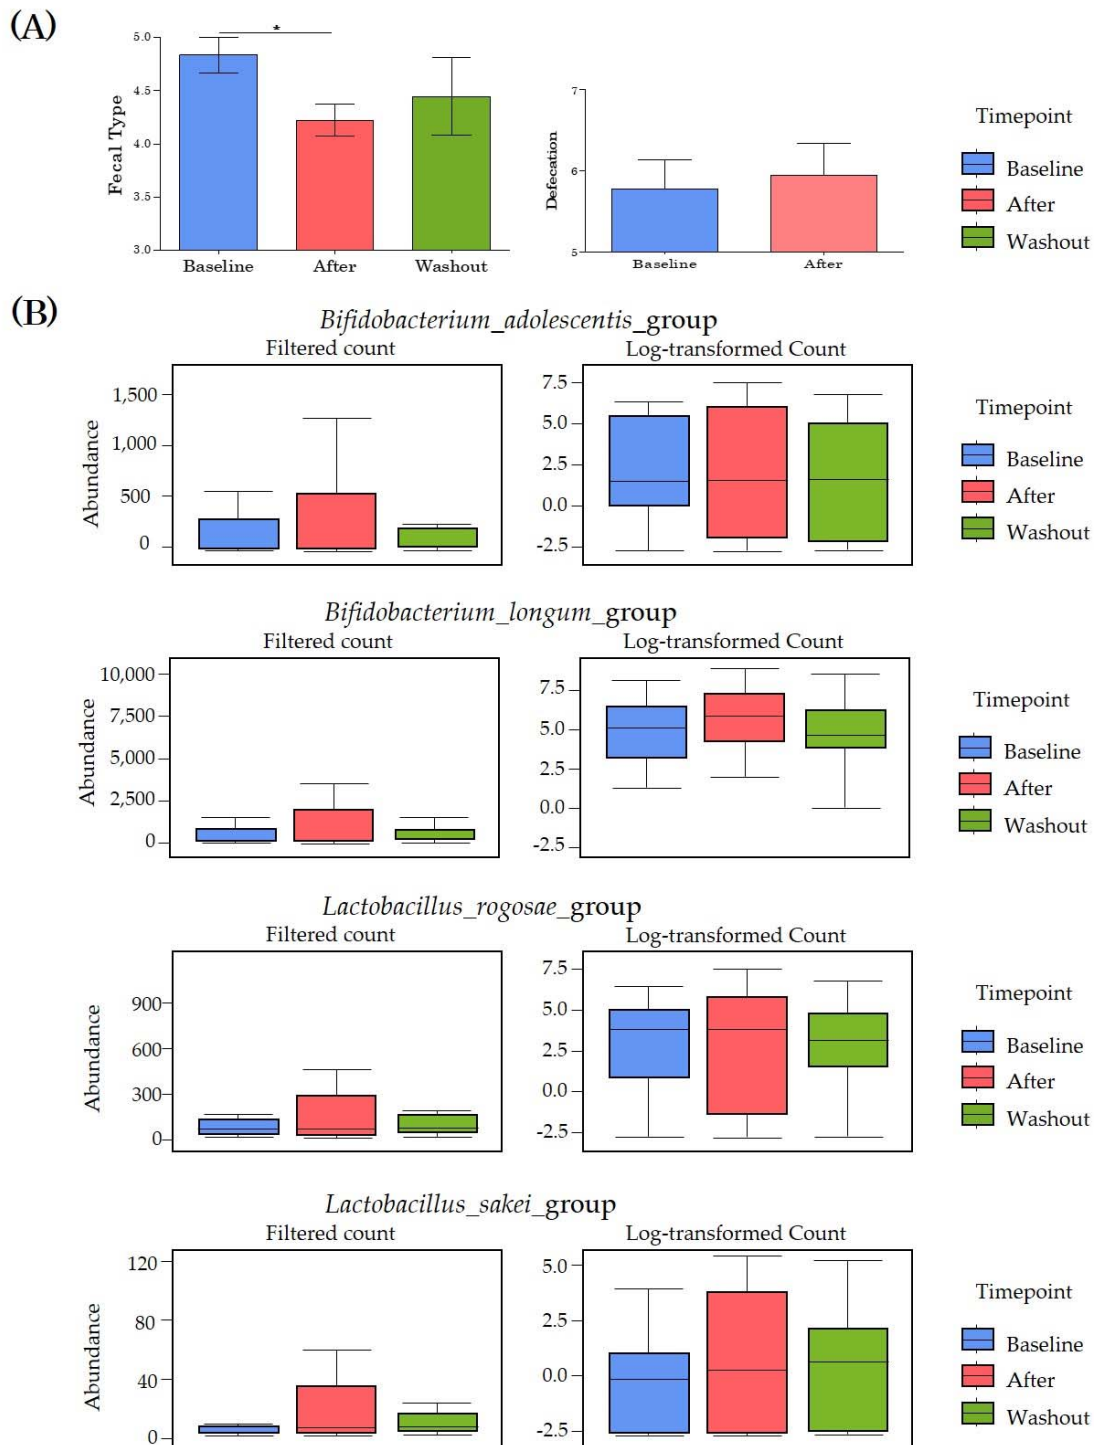 (A)
*
5.0
4.5
4.0
3.5
3.0
Fecal Type
Baseline After Washout
7
6
5
Defecation
Baseline After
Timepoint
Baseline
After
Washout
(B)
Bifidobacterium_adolescentis_group
Filtered count
1,500
1,000
500
0
Abundance
Log-transformed Count
7.5
5.0
2.5
0.0
-2.5
Timepoint
Baseline
After
Washout
Bifidobacterium_longum_group
Filtered count
10,000
7,500
5,000
2,500
0
Abundance
Log-transformed Count
7.5
5.0
2.5
0.0
-2.5
Timepoint
Baseline
After
Washout
Lactobacillus_rogosae_group
Filtered count
900
600
300
0
Abundance
Log-transformed Count
7.5
5.0
2.5
0.0
-2.5
Timepoint
Baseline
After
Washout
Lactobacillus_sakei_group
Filtered count
120
80
40
0
Abundance
Log-transformed Count
5.0
2.5
0.0
-2.5
Timepoint
Baseline
After
Washout